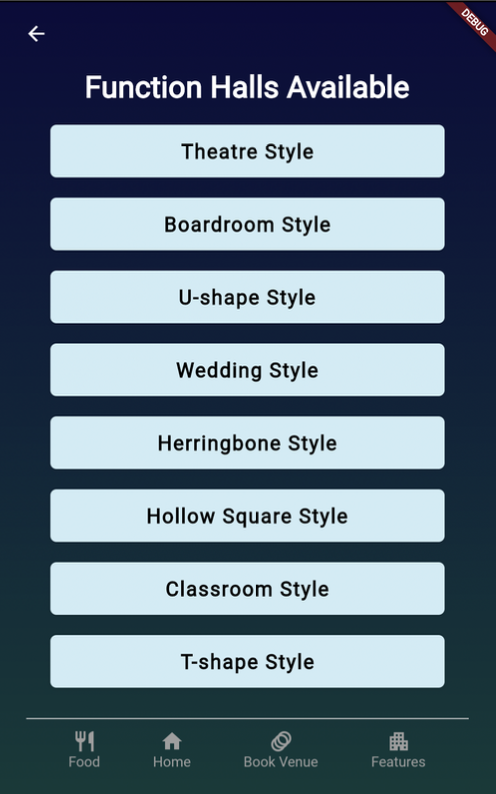 DEBUG
Function Halls Available
Theatre Style
Boardroom Style
U-shape Style
Wedding Style
Herringbone Style
Hollow Square Style
Classroom Style
T-shape Style
Food
Home
Book Venue
Features